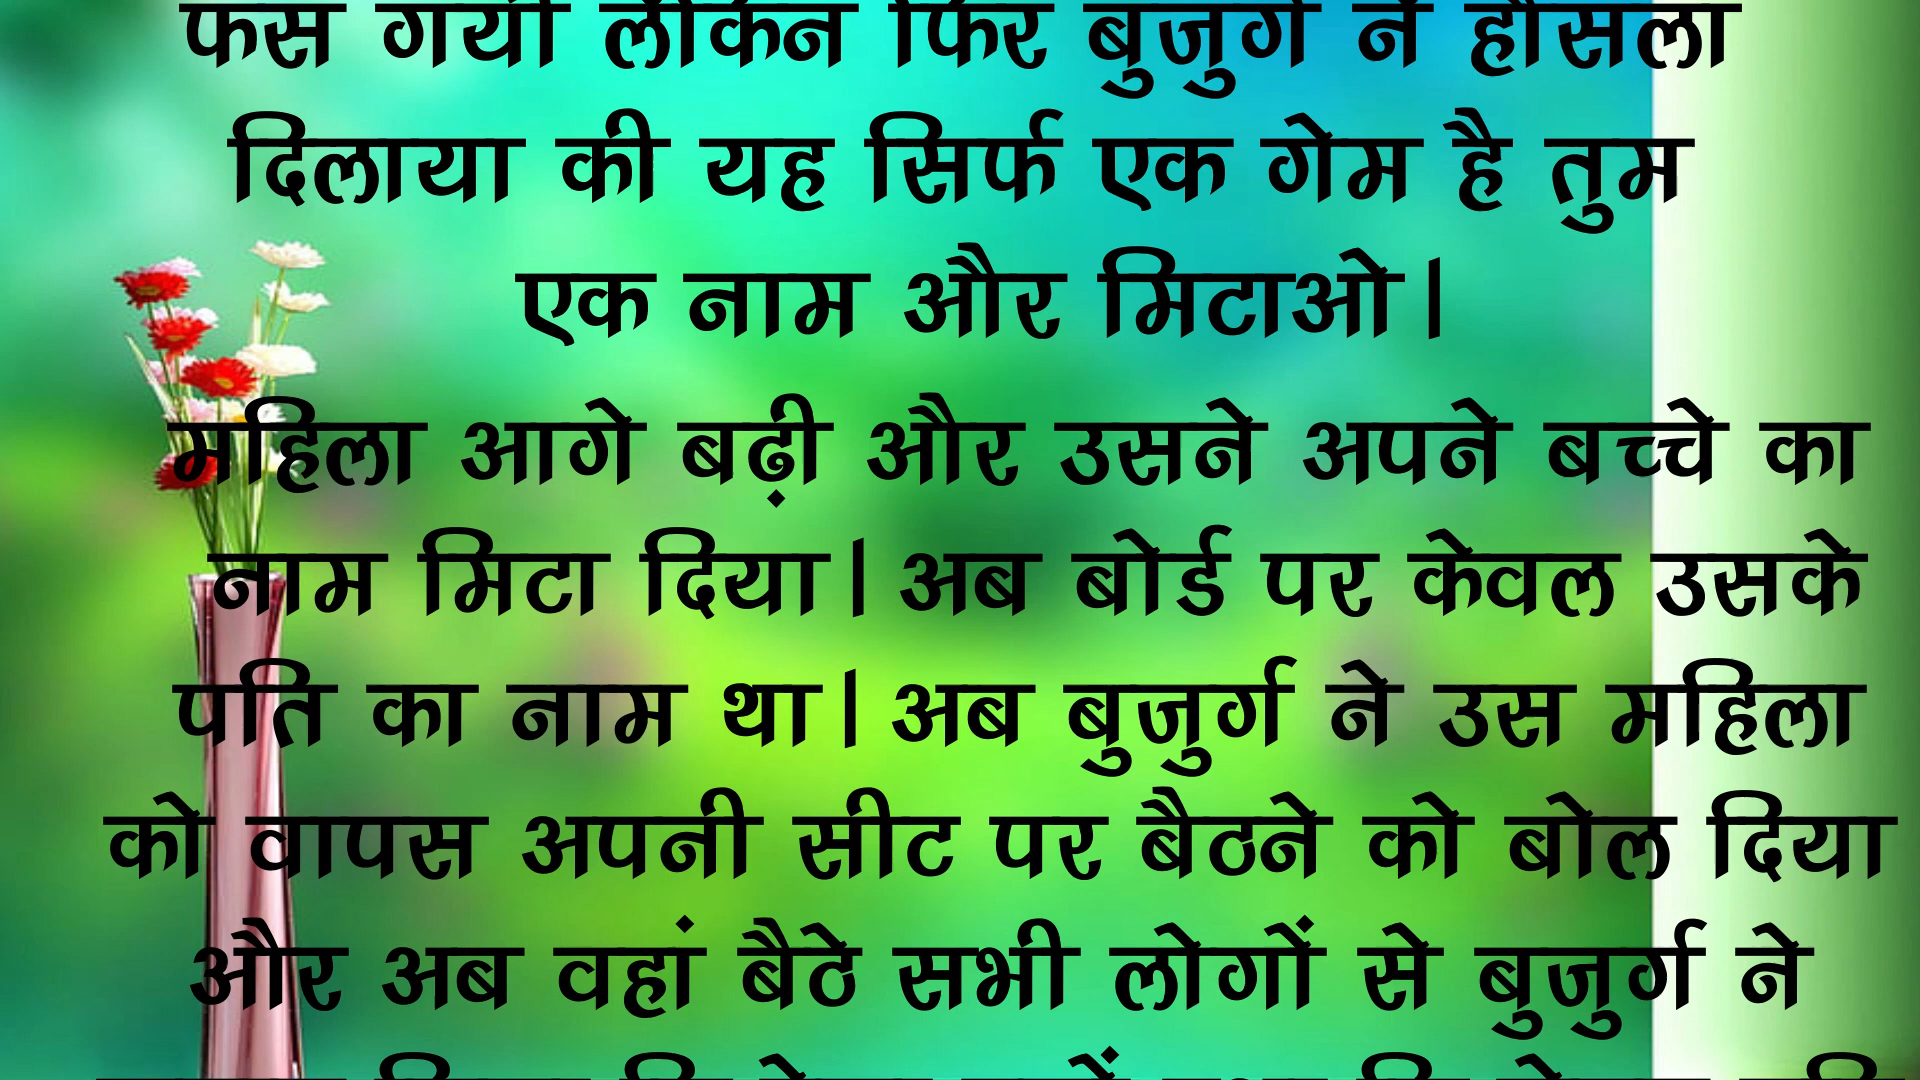 फस गयी लेकिन फिर बुजुर्ग ने हौसला
दिलाया की यह सिर्फ एक गेम है तुम
एक नाम और मिटाओ।
महिला आगे बढ़ी और उसने अपने बच्चे का
नाम मिटा दिया। अब बोर्ड पर केवल उसके
पति का नाम था। अब बुजुर्ग ने उस महिला
को वापस अपनी सीट पर बैठने को बोल दिया
और अब वहां बैठे सभी लोगों से बुजुर्ग ने